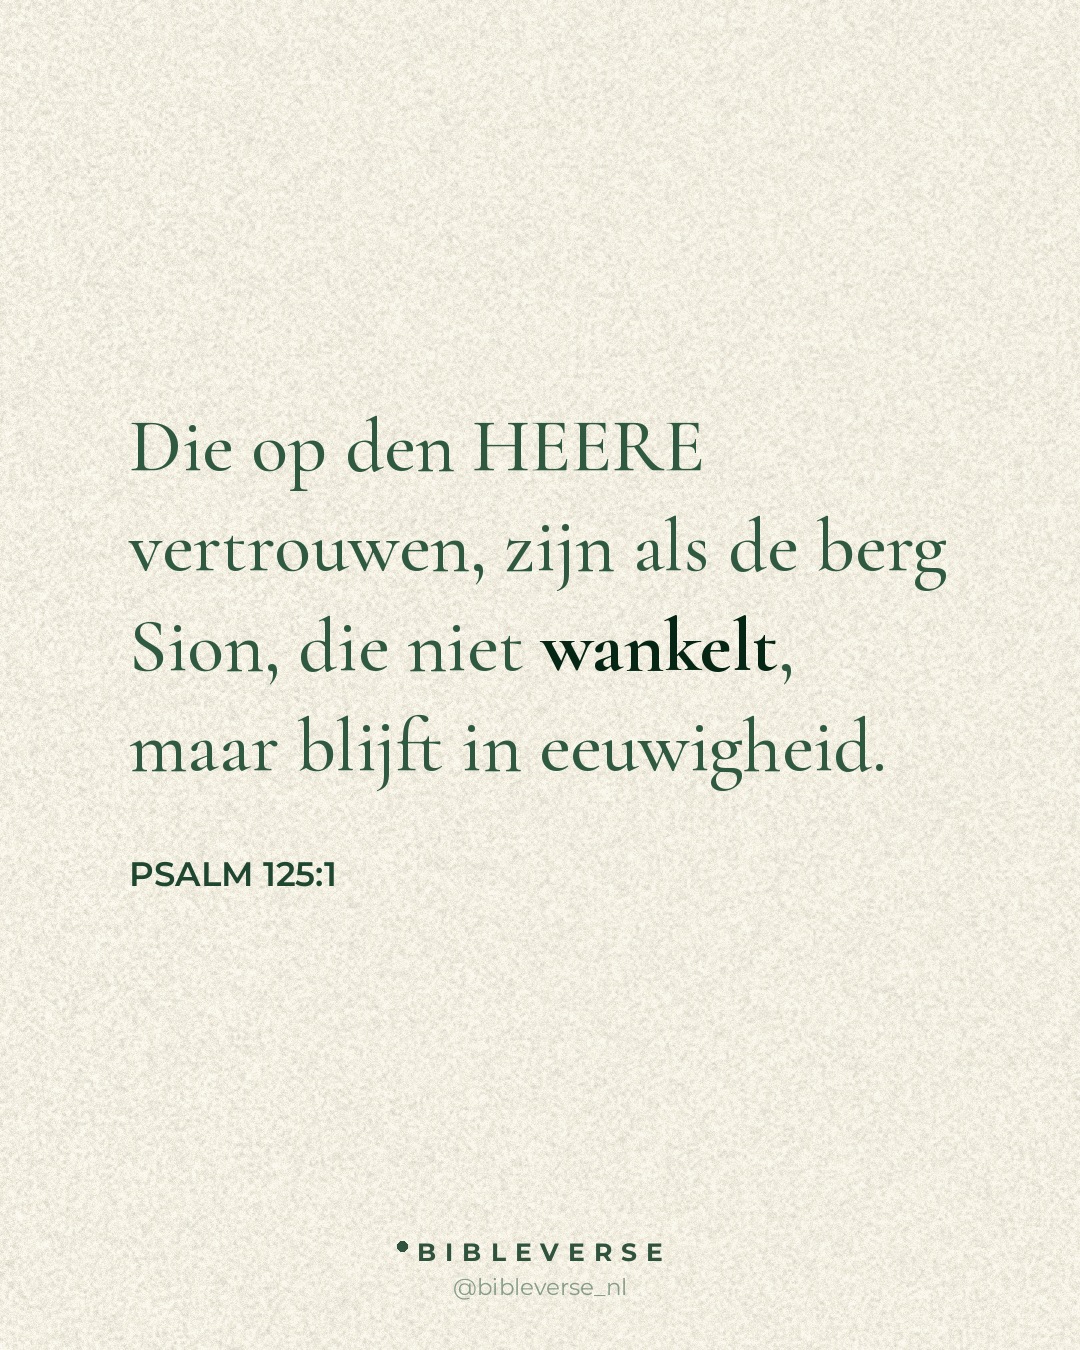 Die op den HEERE
vertrouwen, zijn als de berg
Sion, die niet wankelt,
maar blijft in eeuwigheid.
PSALM 125:1
BIBLEVERSE
@bibleverse_nl